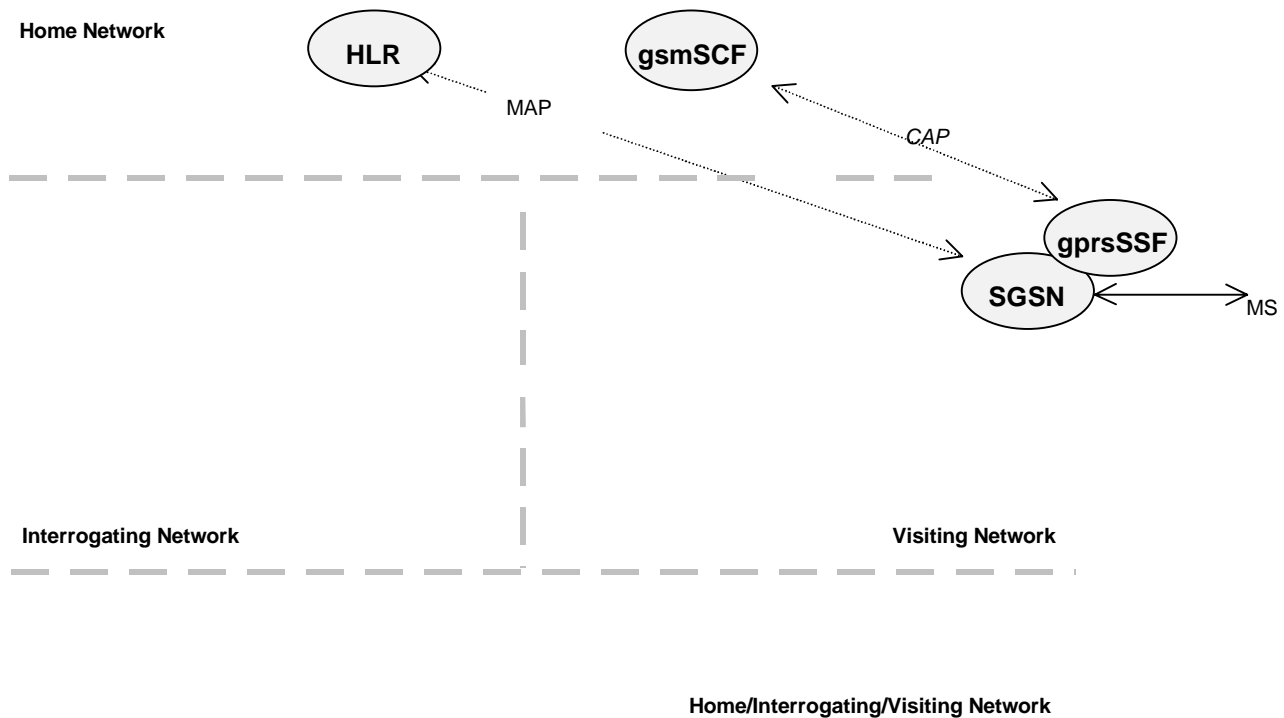 Home Network
HLR
gsmSCF
MAP
CAP
gprsSSF
SGSN
MS
Interrogating Network
Visiting Network
Home/Interrogating/Visiting Network